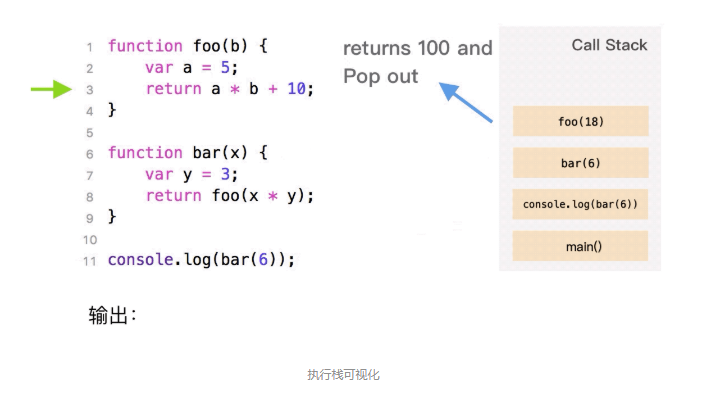 1 function foo(b) {
2 var a = 5;
3 return a * b + 10;
4 }
5
6 function bar(x) {
7 var y = 3;
8 return foo(x * y);
9 }
10
11 console.log(bar(6));
returns 100 and
Pop out
Call Stack
foo(18)
bar(6)
console.log(bar(6))
main()
输出：
执行栈可视化